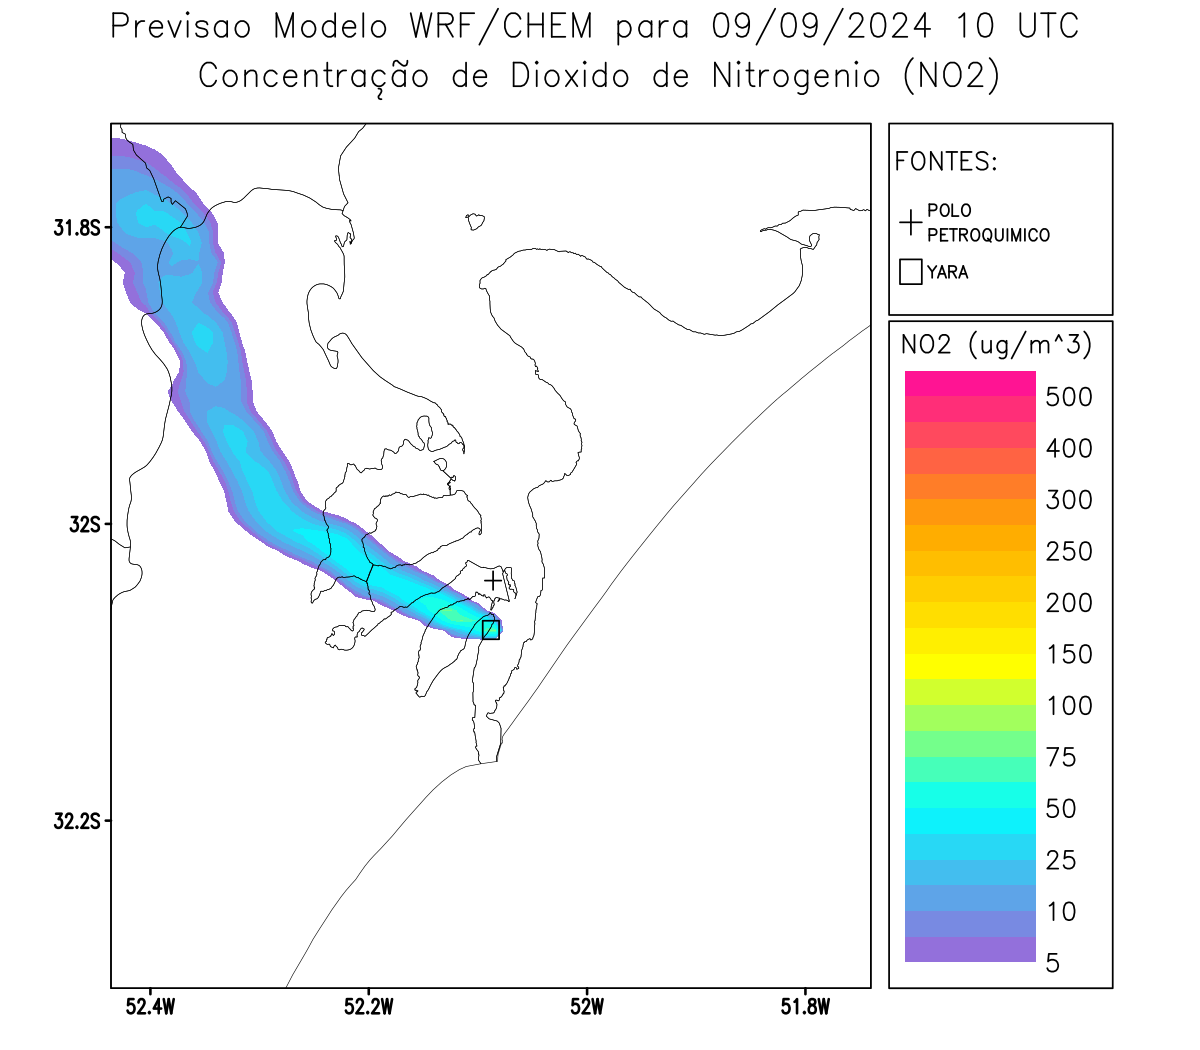 Previsao Modelo WRF/CHEM para 09/09/2024 10 UTC
Concentração de Dioxido de Nitrogenio (NO2)
FONTES:
POLO
PETROQUIMICO
YARA
NO2 (ug/m^3)
500
400
300
250
200
150
100
75
50
25
10
5
31.8S
32S
32.2S
52.4W
52.2W
52W
51.8W